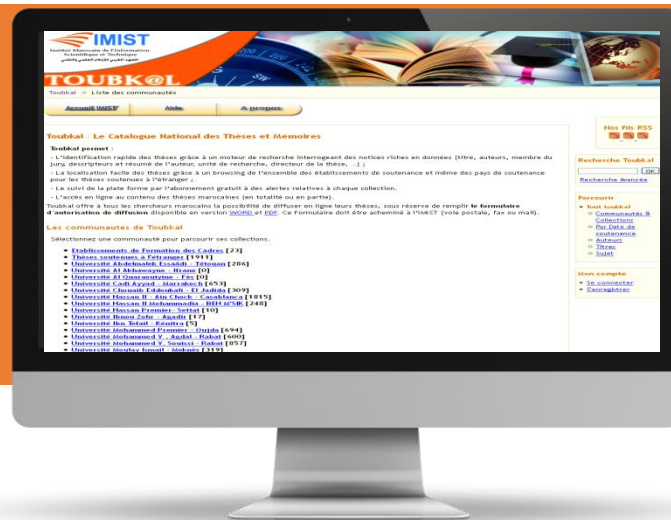 IMIST
Institut Marocain de l'Information
Scientifique et Technique
المعهد المغربي للإعلام العلمي والتقني
TOUBK@L
Toubkal → Liste des communautés
Accueil IMIST Aide A propos
Toubkal : Le Catalogue National des Thèses et Mémoires
Toubkal permet :
- L'identification rapide des thèses grâce à un moteur de recherche interrogeant des notices riches en données (titre, auteurs, membre du
jury, descripteurs et résumé de l'auteur, unité de recherche, directeur de la thèse, ...) ;
- La localisation facile des thèses grâce à un browsing de l'ensemble des établissements de soutenance et même des pays de soutenance
pour les thèses soutenues à l'étranger ;
- Le suivi de la plate forme par l'abonnement gratuit à des alertes relatives à chaque collection.
- L'accès en ligne au contenu des thèses marocaines (en totalité ou en partie).
Toubkal offre à tous les chercheurs marocains la possibilité de diffuser en ligne leurs thèses, sous réserve de remplir le formulaire
d'autorisation de diffusion disponible en version WORD et PDF. Ce Formulaire doit être acheminé à l'IMIST (voie postale, fax ou mail).
Les communautés de Toubkal
Sélectionnez une communauté pour parcourir ses collections.
Etablissements de Formation des Cadres [23]
Thèses soutenues à l'étranger [1911]
Université Abdelmalek Essaâdi - Tétouan [286]
Université Al Akhawayne - Ifrane [0]
Université Al Quaraouiyine - Fès [0]
Université Cadi Ayyad - Marrakech [653]
Université Chouaib Eddoukali - El Jadida [309]
Université Hassan II - Ain Chock - Casablanca [1815]
Université Hassan II Mohammadia - BEN M'SIK [248]
Université Hassan Premier- Settat [10]
Université Ibnou Zohr - Agadir [17]
Université Ibn Tofail - Kénitra [5]
Université Mohammed Premier - Oujda [694]
Université Mohammed V - Agdal - Rabat [600]
Université Mohammed V, Souissi - Rabat [857]
Université Moulay Ismail - Meknès [319]
Nos Fils RSS
Recherche Toubkal
OK
Recherche Avancée
Parcourir
Tout toubkal
Communautés &
Collections
Par Date de
soutenance
Auteurs
Titres
Sujet
Mon compte
Se connecter
S'enregistrer